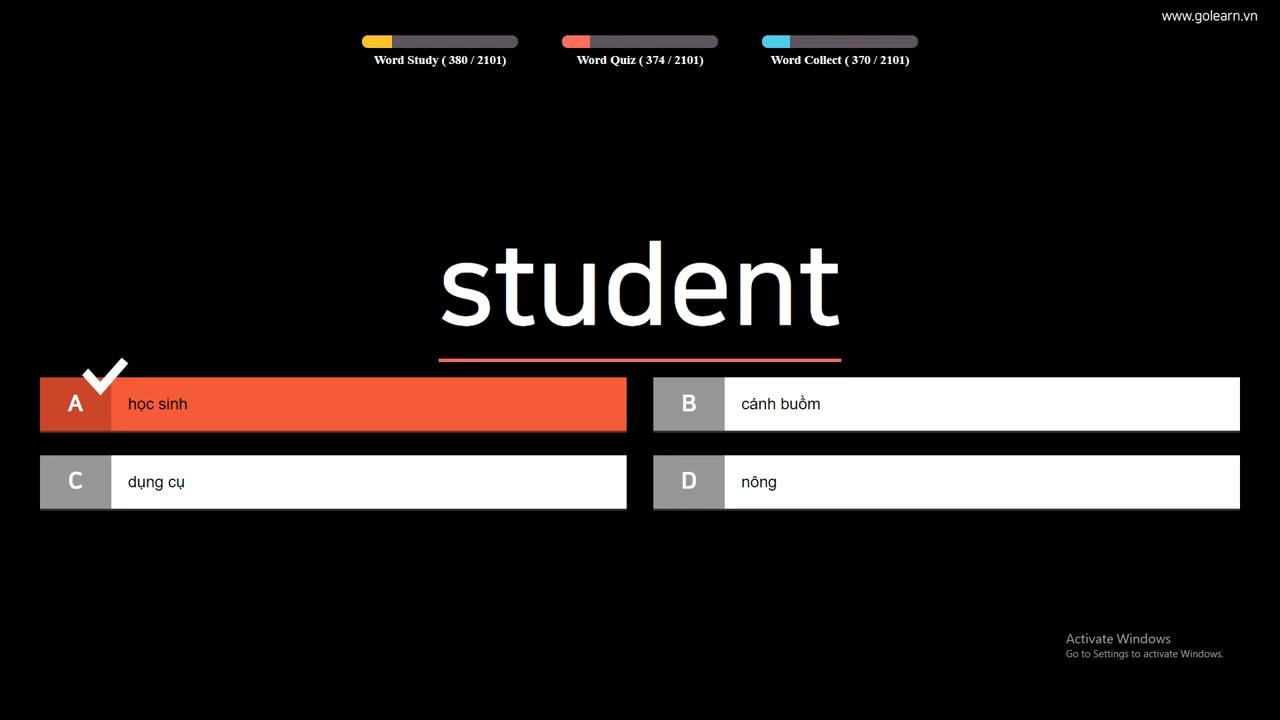 www.golearn.vn
Word Study ( 380 / 2101)
Word Quiz ( 374 / 2101)
Word Collect ( 370 / 2101)
student
A học sinh
B cánh buồm
C dụng cụ
D nông
Activate Windows
Go to Settings to activate Windows.